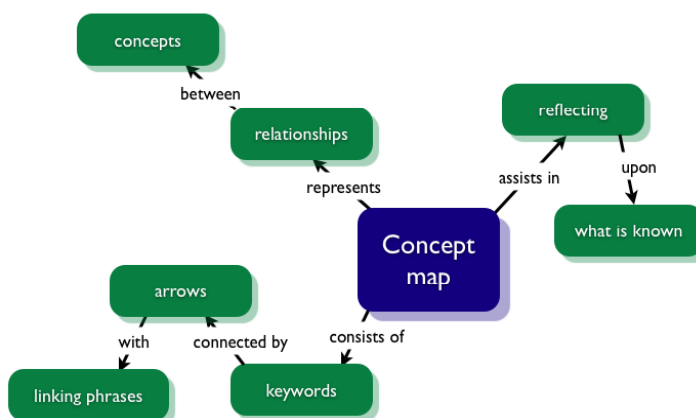 concepts
between
relationships
represents
reflecting
assists in
upon
what is known
Concept
map
arrows
with
connected by
consists of
linking phrases
keywords